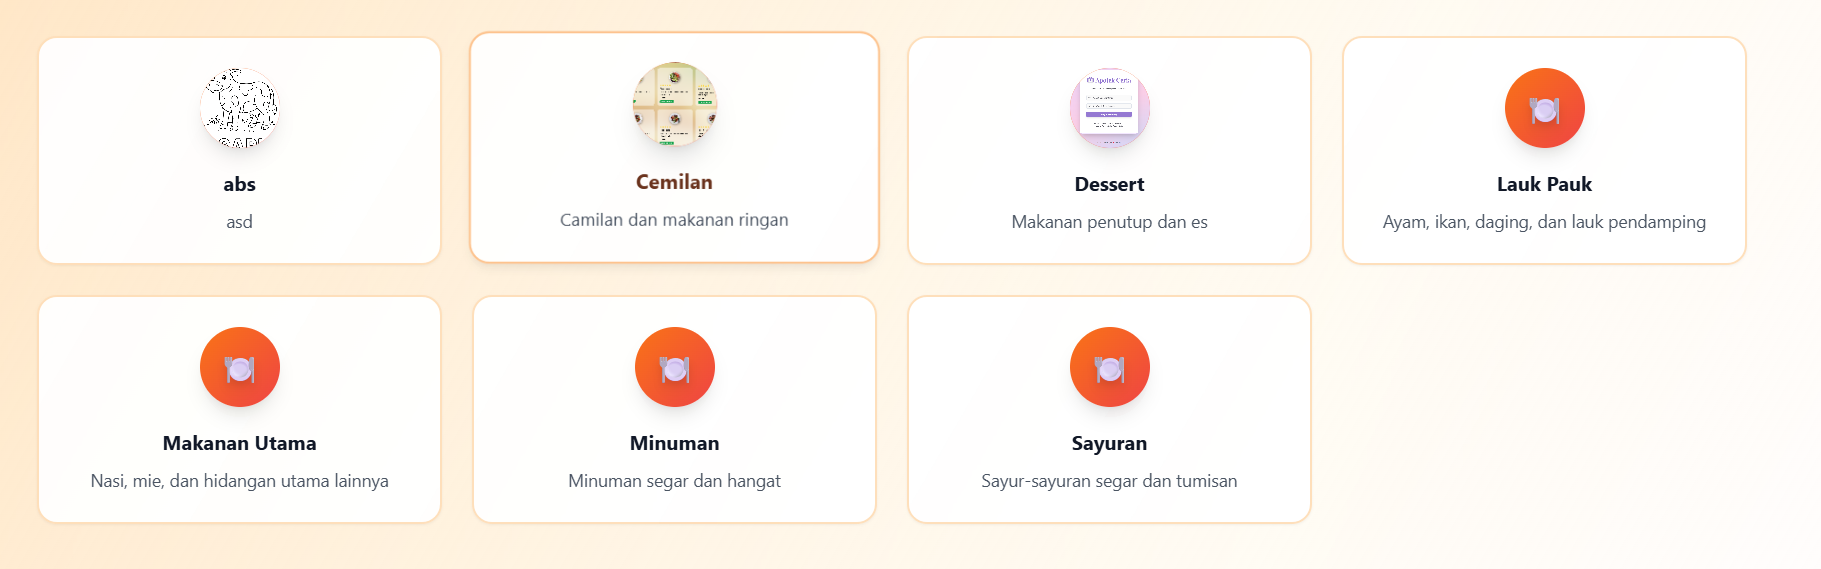 abs
asd
Cemilan
Camilan dan makanan ringan
Dessert
Makanan penutup dan es
Lauk Pauk
Ayam, ikan, daging, dan lauk pendamping
Makanan Utama
Nasi, mie, dan hidangan utama lainnya
Minuman
Minuman segar dan hangat
Sayuran
Sayur-sayuran segar dan tumisan